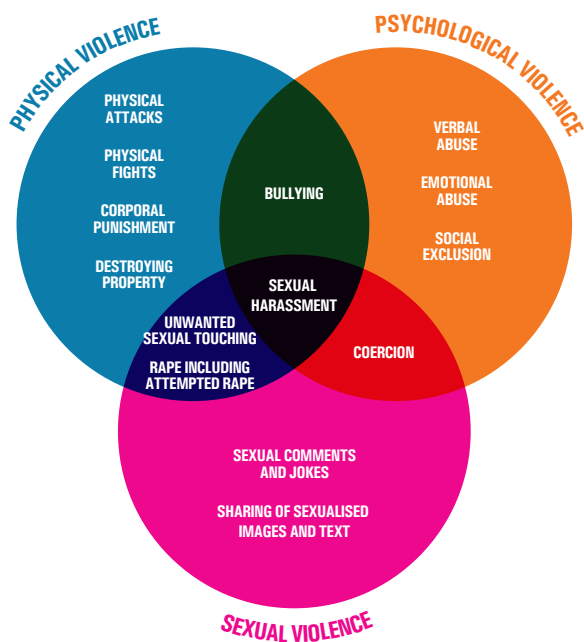 PHYSICAL VIOLENCE
PSYCHOLOGICAL VIOLENCE
PHYSICAL
ATTACKS
PHYSICAL
FIGHTS
CORPORAL
PUNISHMENT
DESTROYING
PROPERTY
BULLYING
VERBAL
ABUSE
EMOTIONAL
ABUSE
SOCIAL
EXCLUSION
SEXUAL
HARASSMENT
UNWANTED
SEXUAL TOUCHING
RAPE INCLUDING
ATTEMPTED RAPE
COERCION
SEXUAL COMMENTS
AND JOKES
SHARING OF SEXUALISED
IMAGES AND TEXT
SEXUAL VIOLENCE